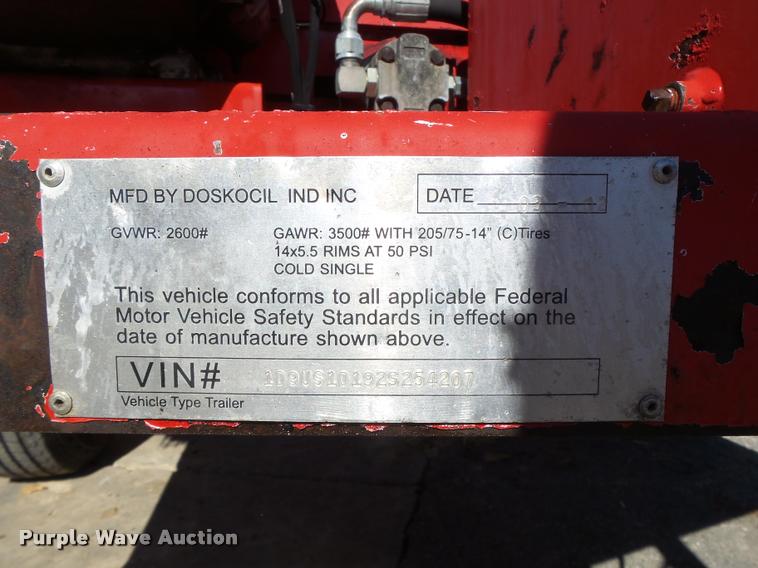 MFD BY DOSKOCIL IND INC
DATE
GVWR: 2600#
GAWR: 3500# WITH 205/75-14" (C)Tires
14x5.5 RIMS AT 50 PSI
COLD SINGLE
This vehicle conforms to all applicable Federal
Motor Vehicle Safety Standards in effect on the
date of manufacture shown above.
VIN# 1D9US1019ZS254207
Vehicle Type Trailer
Purple Wave Auction